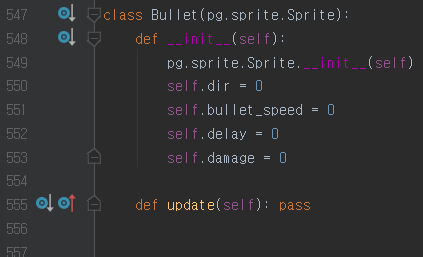 547 class Bullet(pg.sprite.Sprite):
548     def __init__(self):
549         pg.sprite.Sprite.__init__(self)
550         self.dir = 0
551         self.bullet_speed = 0
552         self.delay = 0
553         self.damage = 0
554
555     def update(self): pass
556
557